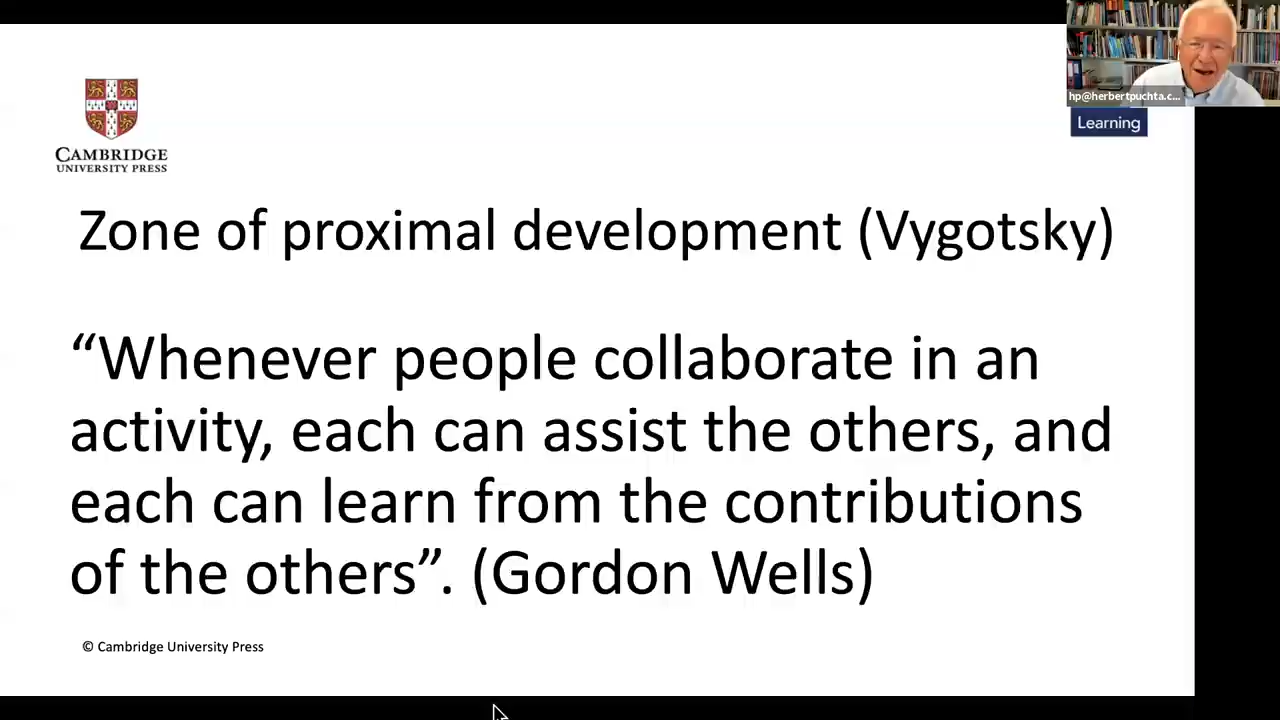 hp@herbertpuchta.c...
CAMBRIDGE
UNIVERSITY PRESS
Learning
Zone of proximal development (Vygotsky)
“Whenever people collaborate in an
activity, each can assist the others, and
each can learn from the contributions
of the others”. (Gordon Wells)
© Cambridge University Press